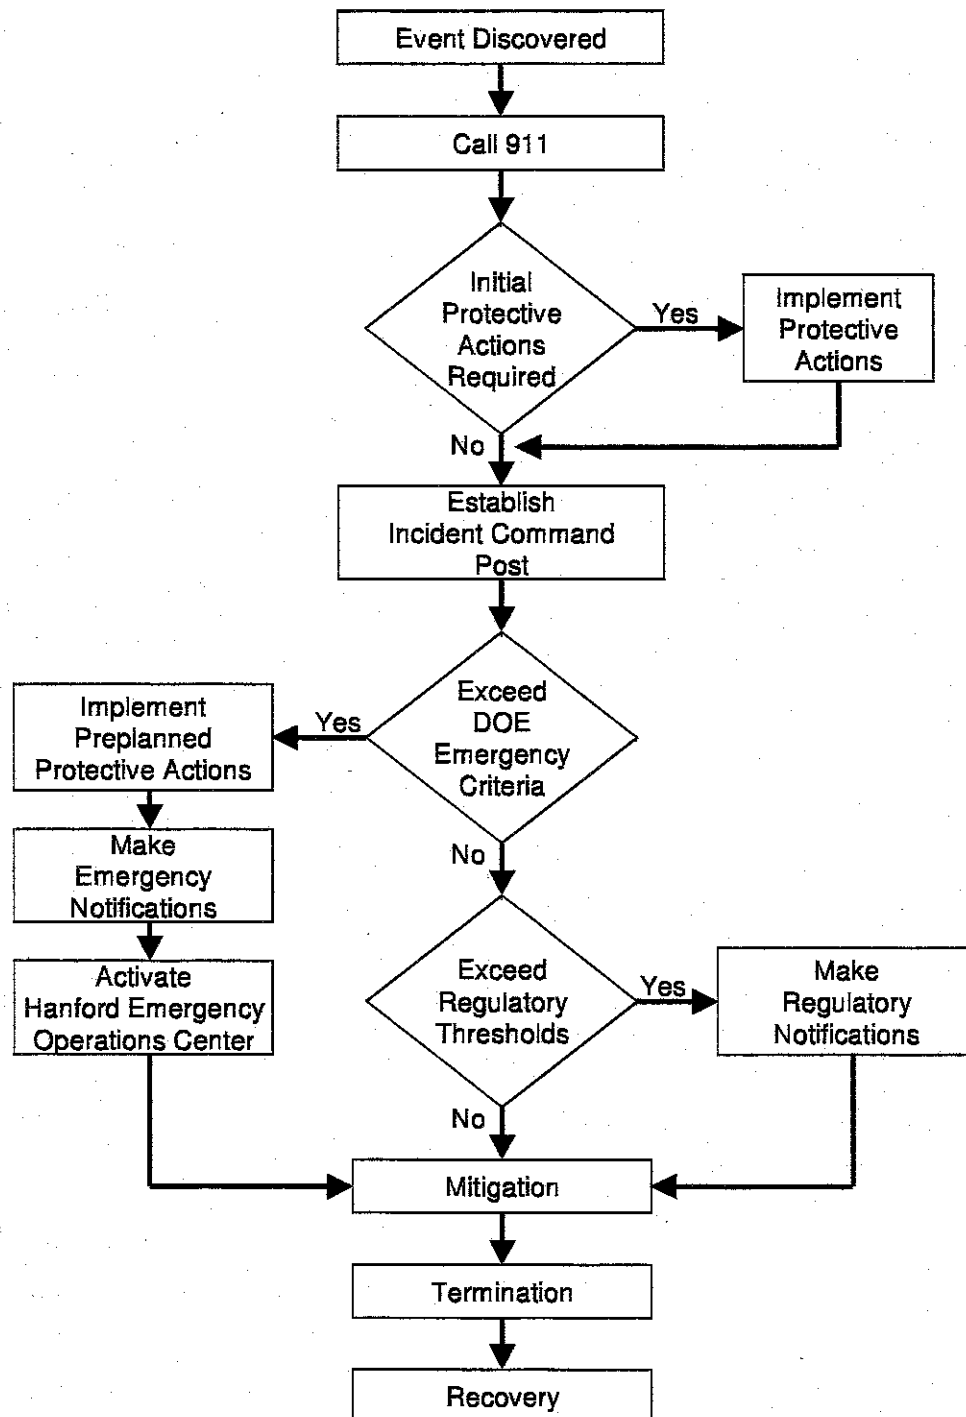 Event Discovered
Call 911
Initial
Protective
Actions
Required
Yes
Implement
Protective
Actions
No
Establish
Incident Command
Post
Exceed
DOE
Emergency
Criteria
Yes
Implement
Preplanned
Protective Actions
Make
Emergency
Notifications
Activate
Hanford Emergency
Operations Center
No
Exceed
Regulatory
Thresholds
Yes
Make
Regulatory
Notifications
No
Mitigation
Termination
Recovery